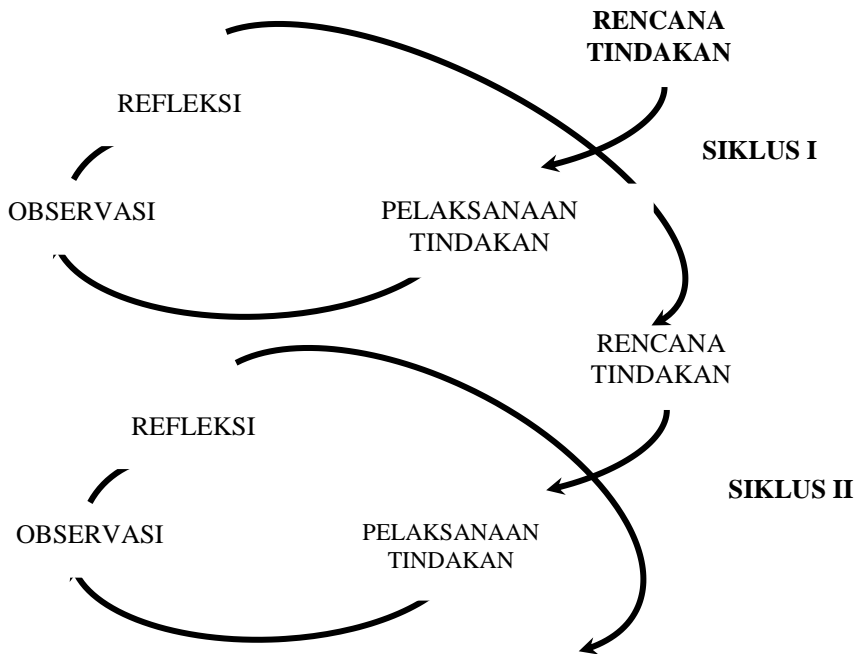 RENCANA
TINDAKAN
REFLEKSI
SIKLUS I
OBSERVASI
PELAKSANAAN
TINDAKAN
RENCANA
TINDAKAN
REFLEKSI
SIKLUS II
OBSERVASI
PELAKSANAAN
TINDAKAN